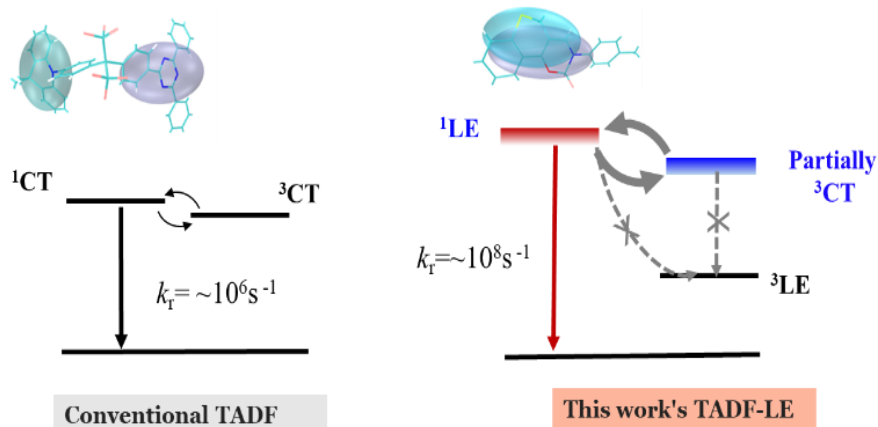 ¹CT
³CT
kᵣ= ~10⁶s⁻¹
Conventional TADF
¹LE
Partially
³CT
kᵣ=~10⁸s⁻¹
³LE
This work's TADF-LE